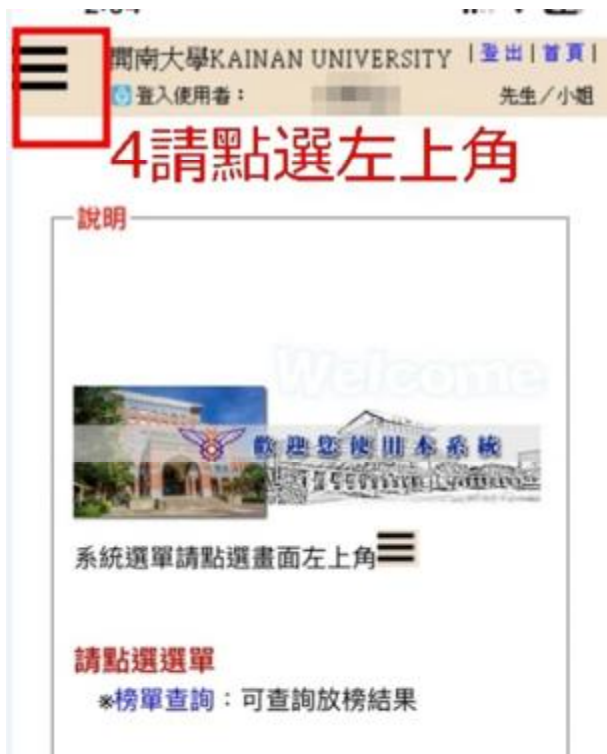 開南大學KAINAN UNIVERSITY |登出|首頁|
登入使用者： 先生／小姐
4請點選左上角
說明
Welcome
歡迎您使用本系統
系統選單請點選畫面左上角
請點選選單
※榜單查詢：可查詢放榜結果